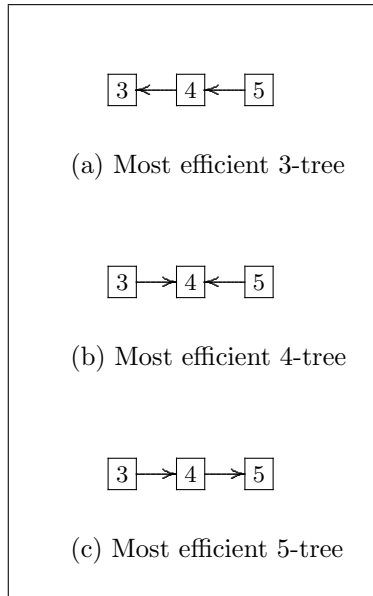 3 4 5
(a) Most efficient 3-tree
3 4 5
(b) Most efficient 4-tree
3 4 5
(c) Most efficient 5-tree